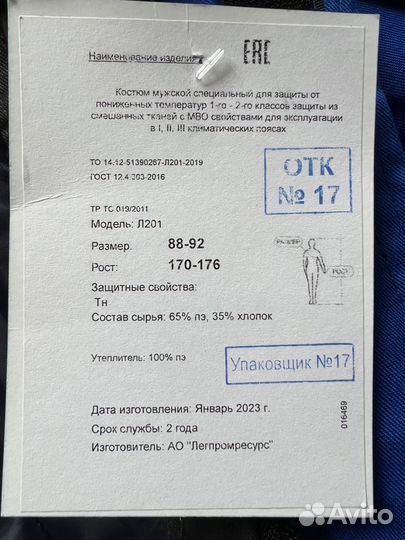 Наименование изделия
ЕАС
Костюм мужской специальный для защиты от
пониженных температур 1-го - 2-го классов защиты из
смешанных тканей с МВО свойствами для эксплуатации
в I, II, III климатических поясах
ТО 14.12-51390267-Л201-2019
ГОСТ 12.4.303-2016
ОТК
№ 17
ТР ТС 019/2011
Модель: Л201
Размер: 88-92
Рост: 170-176
РАЗМЕР
РОСТ
Защитные свойства:
Тн
Состав сырья: 65% пэ, 35% хлопок
Утеплитель: 100% пэ
Упаковщик №17
Дата изготовления: Январь 2023 г.
Срок службы: 2 года
Изготовитель: АО "Легпромресурс"
016469
Avito